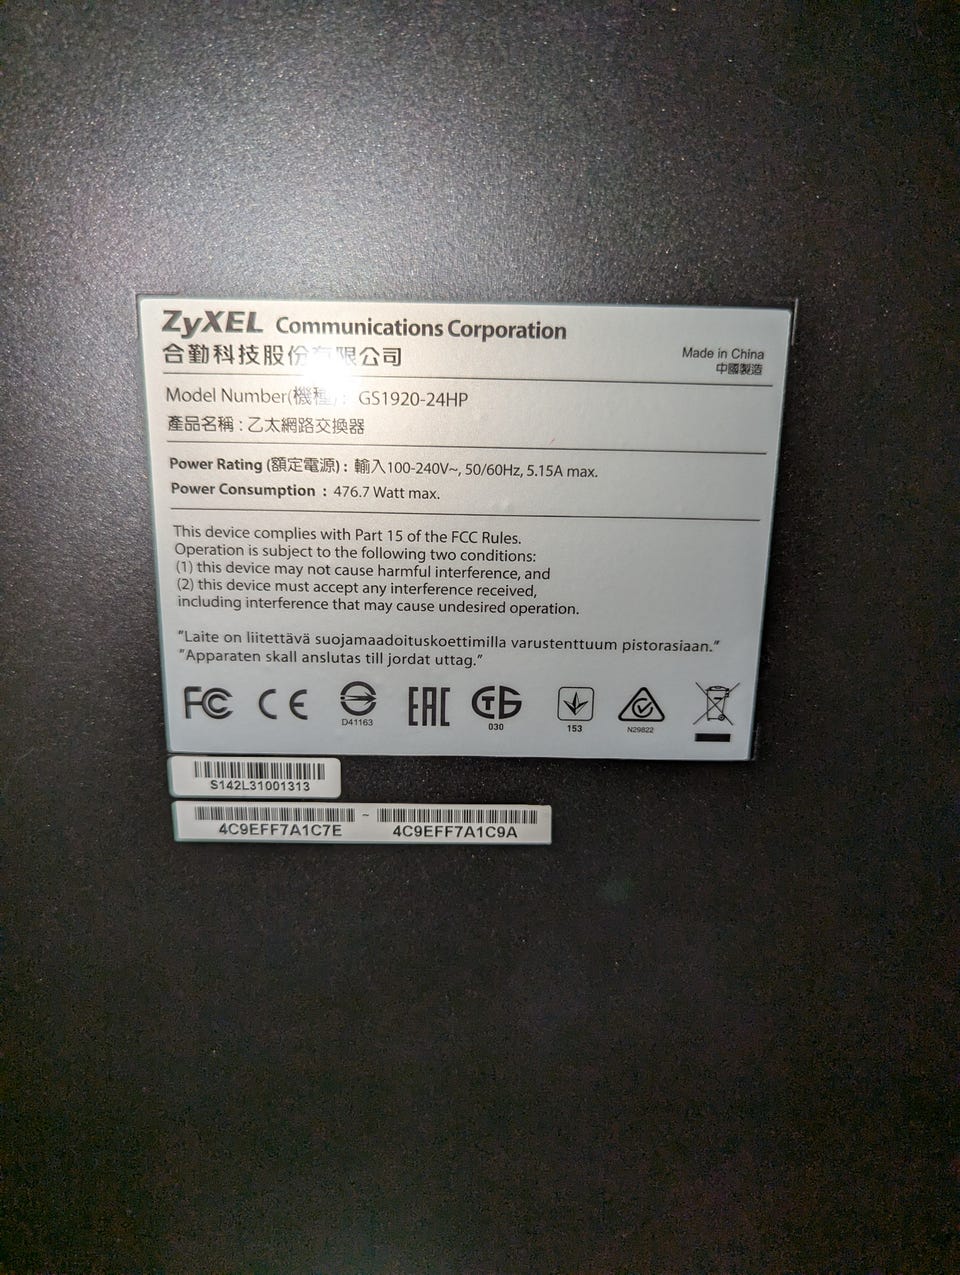 ZyXEL Communications Corporation
合勤科技股份有限公司
Made in China
中國製造
Model Number(機種) : GS1920-24HP
產品名稱 : 乙太網路交換器
Power Rating (額定電源) : 輸入100-240V~, 50/60Hz, 5.15A max.
Power Consumption : 476.7 Watt max.
This device complies with Part 15 of the FCC Rules.
Operation is subject to the following two conditions:
(1) this device may not cause harmful interference, and
(2) this device must accept any interference received,
including interference that may cause undesired operation.
"Laite on liitettävä suojamaadoituskoettimilla varustenttuum pistorasiaan."
"Apparaten skall anslutas till jordat uttag."
FC CE D41163 EAC 030 153 N29822
S142L31001313
4C9EFF7A1C7E ~ 4C9EFF7A1C9A